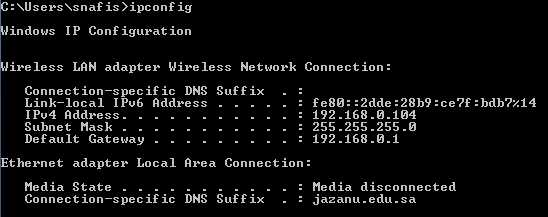 C:\Users\snafis>ipconfig
Windows IP Configuration
Wireless LAN adapter Wireless Network Connection:
Connection-specific DNS Suffix  . :
Link-local IPv6 Address . . . . . : fe80::2dde:28b9:ce7f:bdb7%14
IPv4 Address. . . . . . . . . . . : 192.168.0.104
Subnet Mask . . . . . . . . . . . : 255.255.255.0
Default Gateway . . . . . . . . . : 192.168.0.1
Ethernet adapter Local Area Connection:
Media State . . . . . . . . . . . : Media disconnected
Connection-specific DNS Suffix  . : jazanu.edu.sa